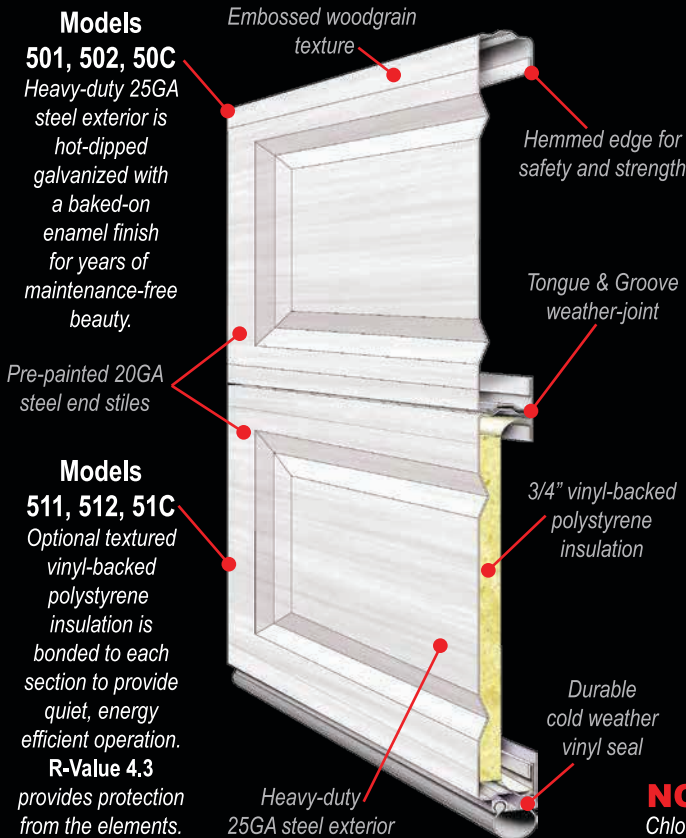 Models
501, 502, 50C
Heavy-duty 25GA
steel exterior is
hot-dipped
galvanized with
a baked-on
enamel finish
for years of
maintenance-free
beauty.
Embossed woodgrain
texture
Hemmed edge for
safety and strength
Tongue & Groove
weather-joint
Pre-painted 20GA
steel end stiles
Models
511, 512, 51C
Optional textured
vinyl-backed
polystyrene
insulation is
bonded to each
section to provide
quiet, energy
efficient operation.
R-Value 4.3
provides protection
from the elements.
3/4” vinyl-backed
polystyrene
insulation
Durable
cold weather
vinyl seal
Heavy-duty
25GA steel exterior